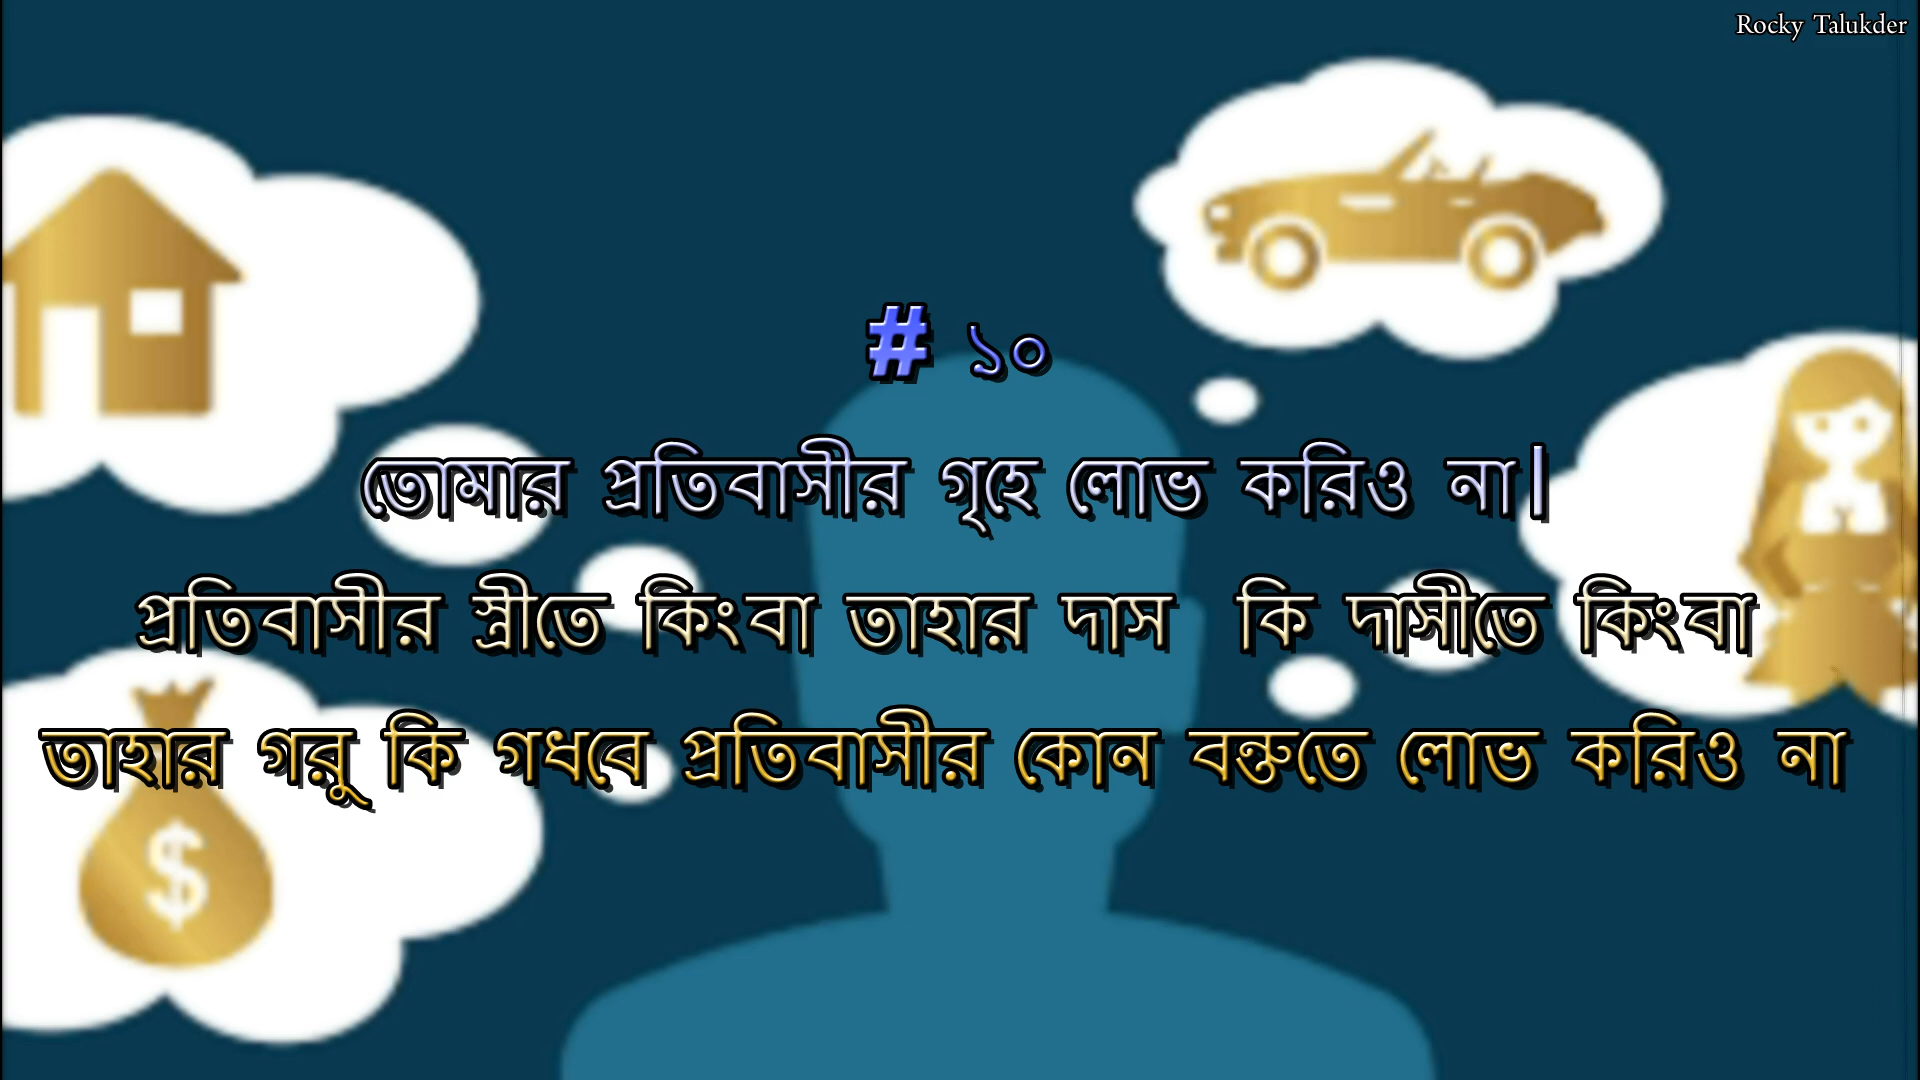 Rocky Talukder
# ১০
তোমার প্রতিবাসীর গৃহে লোভ করিও না|
প্রতিবাসীর স্ত্রীতে কিংবা তাহার দাস কি দাসীতে কিংবা
তাহার গরু কি গধবে প্রতিবাসীর কোন বস্তুতে লোভ করিও না
$